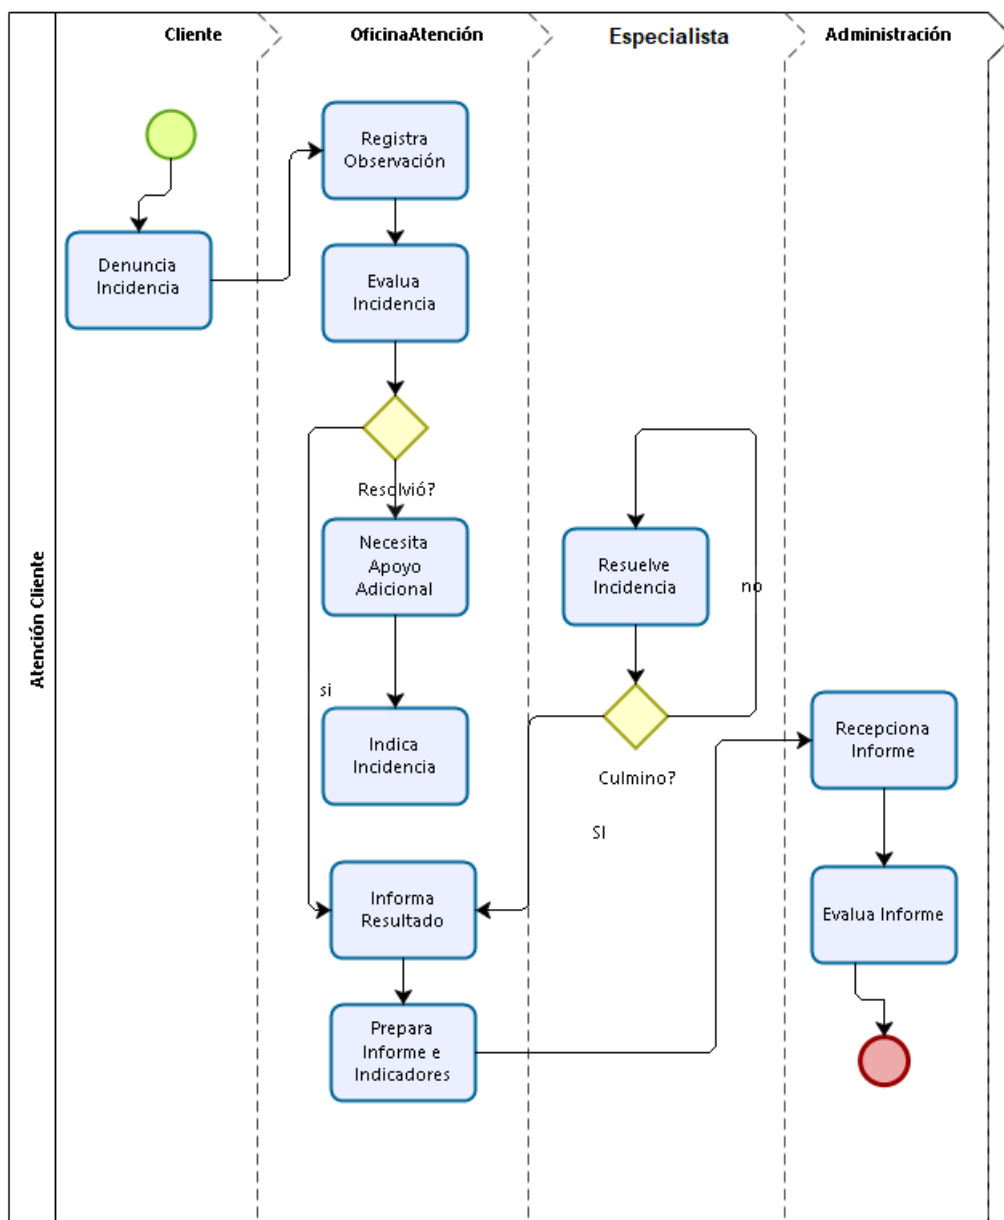 Cliente
OficinaAtención
Especialista
Administración
Atención Cliente
Registra
Observación
Denuncia
Incidencia
Evalua
Incidencia
Resolvió?
Necesita
Apoyo
Adicional
Resuelve
Incidencia
no
si
Indica
Incidencia
Recepciona
Informe
Culmino?
SI
Informa
Resultado
Evalua Informe
Prepara
Informe e
Indicadores